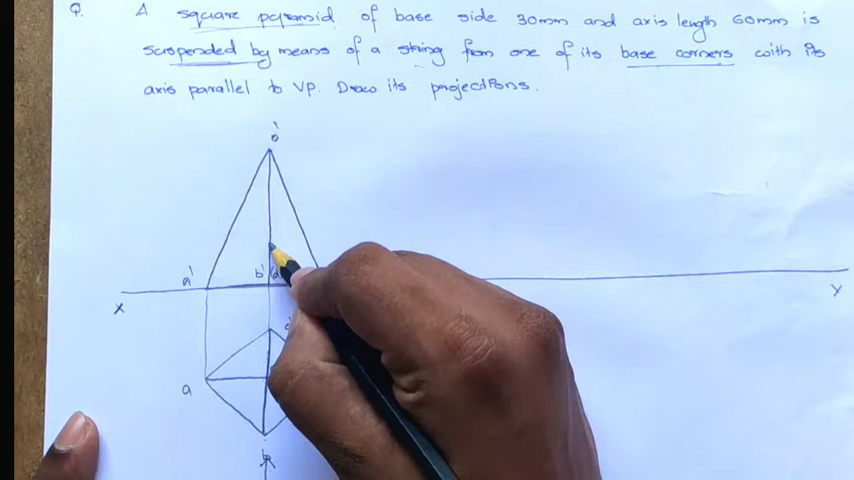 Q. A square pyramid of base side 30mm and axis length 60mm is
suspended by means of a string from one of its base corners with its
axis parallel to VP. Draw its projections.
o'
a' b'
X Y
d
a
b